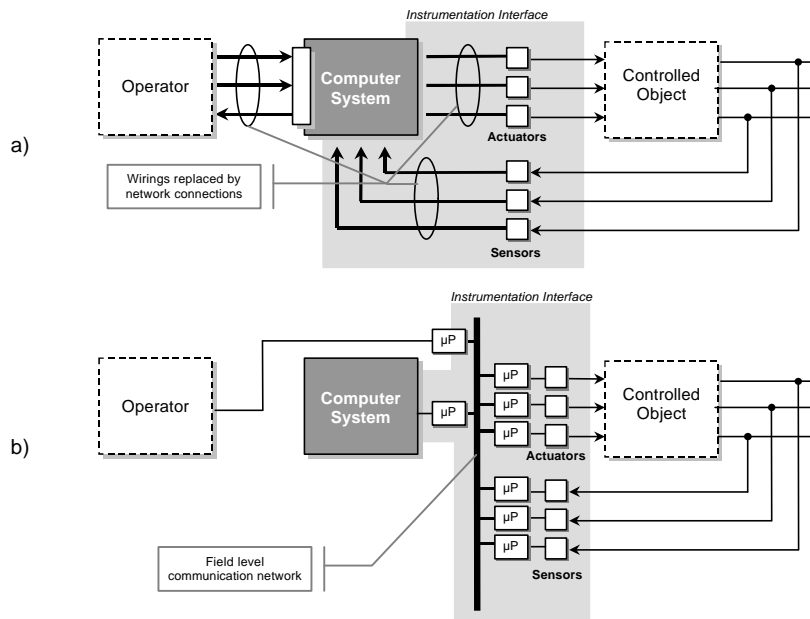 Instrumentation Interface
Operator
Computer
System
Controlled
Object
Actuators
a)
Wirings replaced by
network connections
Sensors
Instrumentation Interface
µP
Operator
Computer
System
µP
µP
µP
µP
Controlled
Object
Actuators
b)
µP
µP
µP
Field level
communication network
Sensors